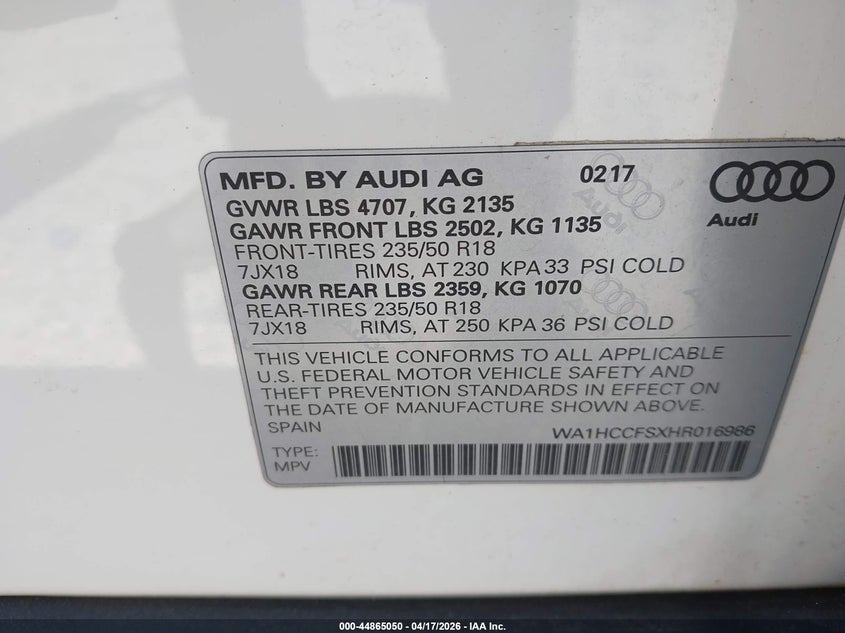 MFD. BY AUDI AG 0217
Audi
GVWR LBS 4707, KG 2135
GAWR FRONT LBS 2502, KG 1135
FRONT-TIRES 235/50 R18
7JX18 RIMS, AT 230 KPA 33 PSI COLD
GAWR REAR LBS 2359, KG 1070
REAR-TIRES 235/50 R18
7JX18 RIMS, AT 250 KPA 36 PSI COLD
THIS VEHICLE CONFORMS TO ALL APPLICABLE
U.S. FEDERAL MOTOR VEHICLE SAFETY AND
THEFT PREVENTION STANDARDS IN EFFECT ON
THE DATE OF MANUFACTURE SHOWN ABOVE.
SPAIN WA1HCCFSXHR016986
TYPE:
MPV
000-44865050 04/17/2026 IAA Inc.